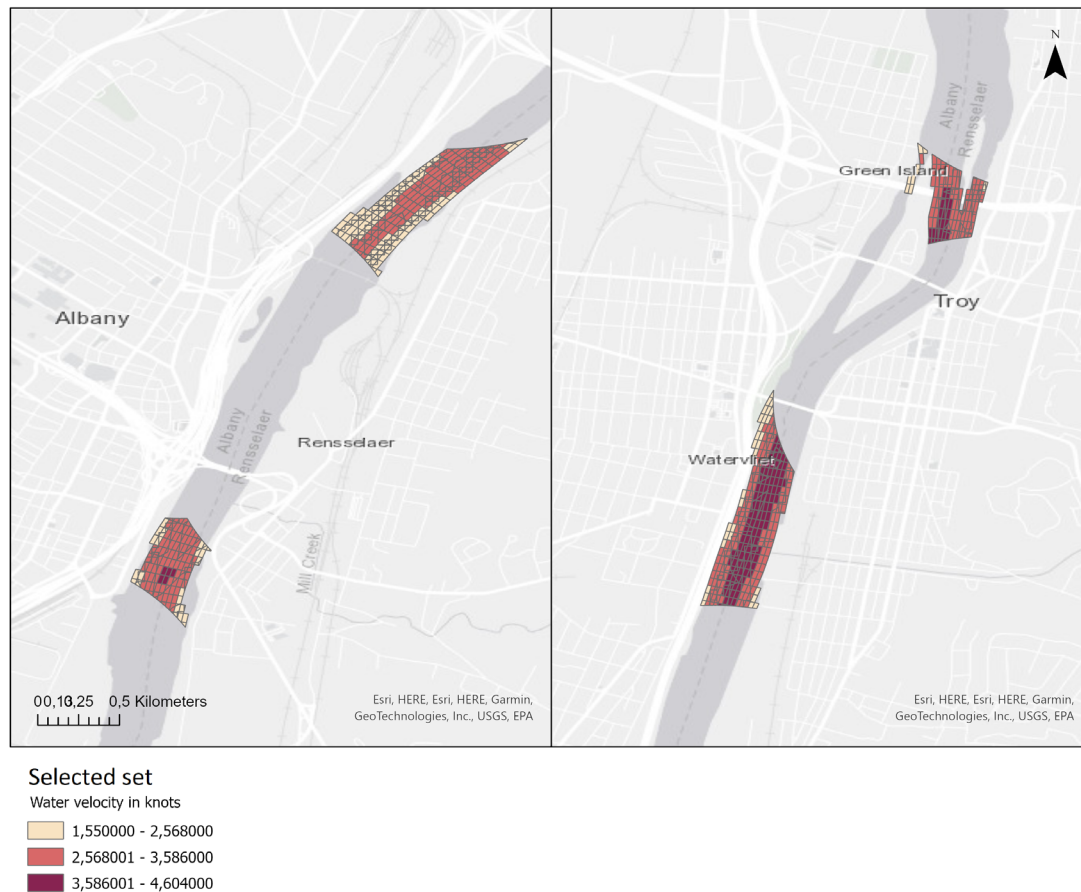 Albany
Rensselaer
Albany
Rensselaer
Mill Creek
00,13,25 0,5 Kilometers
Esri, HERE, Esri, HERE, Garmin,
GeoTechnologies, Inc., USGS, EPA
N
Albany
Rensselaer
Green Island
Troy
Watervliet
Esri, HERE, Esri, HERE, Garmin,
GeoTechnologies, Inc., USGS, EPA
Selected set
Water velocity in knots
1,550000 - 2,568000
2,568001 - 3,586000
3,586001 - 4,604000